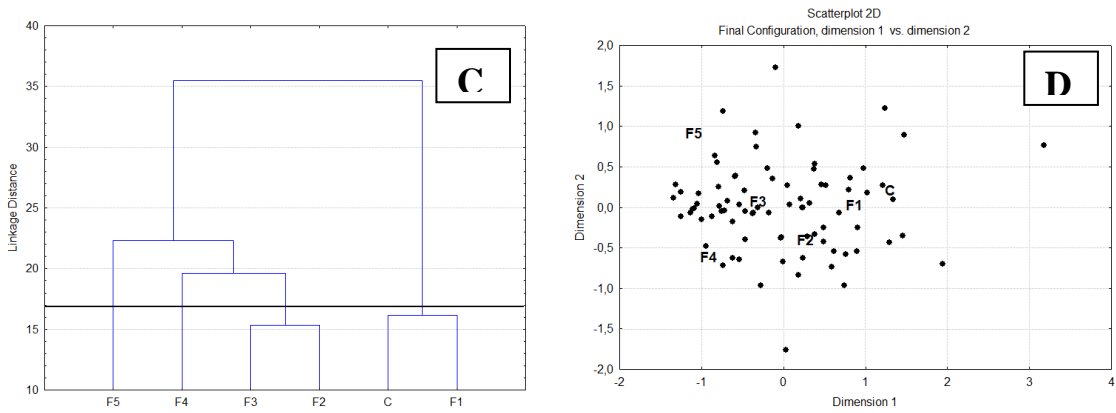 40
35
30
25
20
15
10
Linkage Distance
F5 F4 F3 F2 C F1
C
Scatterplot 2D
Final Configuration, dimension 1 vs. dimension 2
2,0
1,5
1,0
0,5
0,0
-0,5
-1,0
-1,5
-2,0
Dimension 2
D
F5
C
F3
F1
F2
F4
-2 -1 0 1 2 3 4
Dimension 1